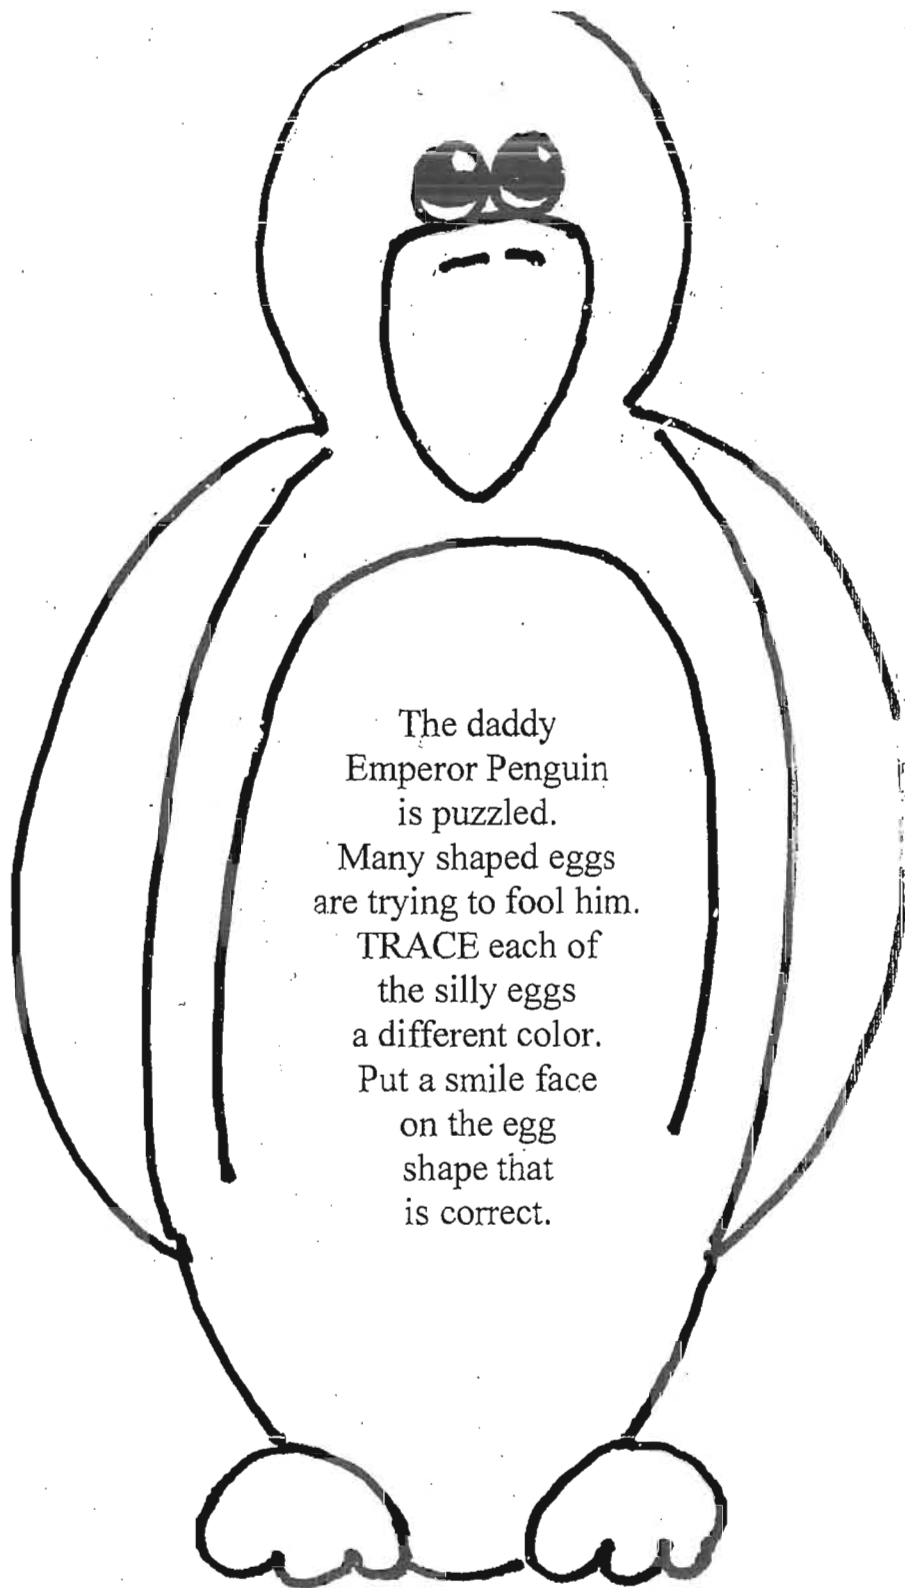 The daddy
Emperor Penguin
is puzzled.
Many shaped eggs
are trying to fool him.
TRACE each of
the silly eggs
a different color.
Put a smile face
on the egg
shape that
is correct.